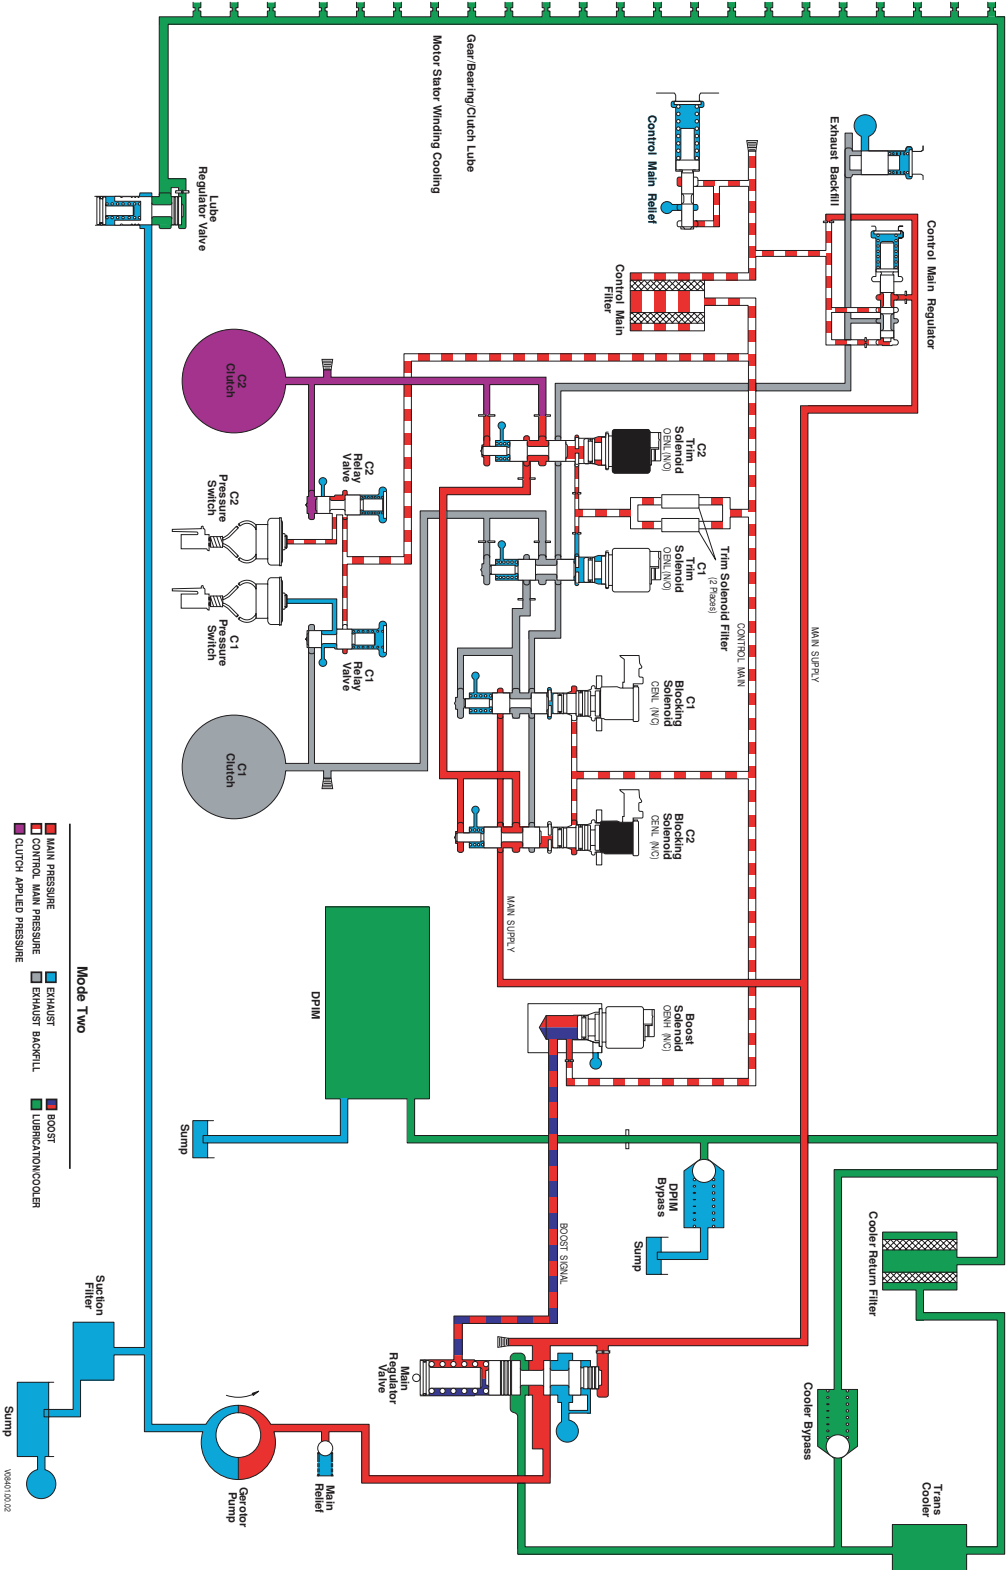 Exhaust Backfill
Control Main Regulator
Cooler Return Filter
Cooler Bypass
Trans
Cooler
MAIN SUPPLY
CONTROL MAIN
Control Main Relief
Control Main
Filter
C2
Trim
Solenoid
OENL (N/O)
Trim Solenoid Filter
(2 Places)
C1
Trim
Solenoid
OENL (N/O)
C1
Blocking
Solenoid
CENL (N/C)
C2
Blocking
Solenoid
CENL (N/C)
Boost
Solenoid
OENH (N/C)
DPIM
Bypass
Sump
BOOST SIGNAL
MAIN SUPPLY
Gear/Bearing/Clutch Lube
Motor Stator Winding Cooling
Main
Regulator
Valve
C2
Relay
Valve
C1
Relay
Valve
DPIM
Main
Relief
Lube
Regulator Valve
C2
Clutch
C2
Pressure
Switch
C1
Pressure
Switch
C1
Clutch
Sump
Gerotor
Pump
Suction
Filter
Sump
Mode Two
MAIN PRESSURE
EXHAUST
BOOST
CONTROL MAIN PRESSURE
EXHAUST BACKFILL
LUBRICATION/COOLER
CLUTCH APPLIED PRESSURE
V08401.00.02